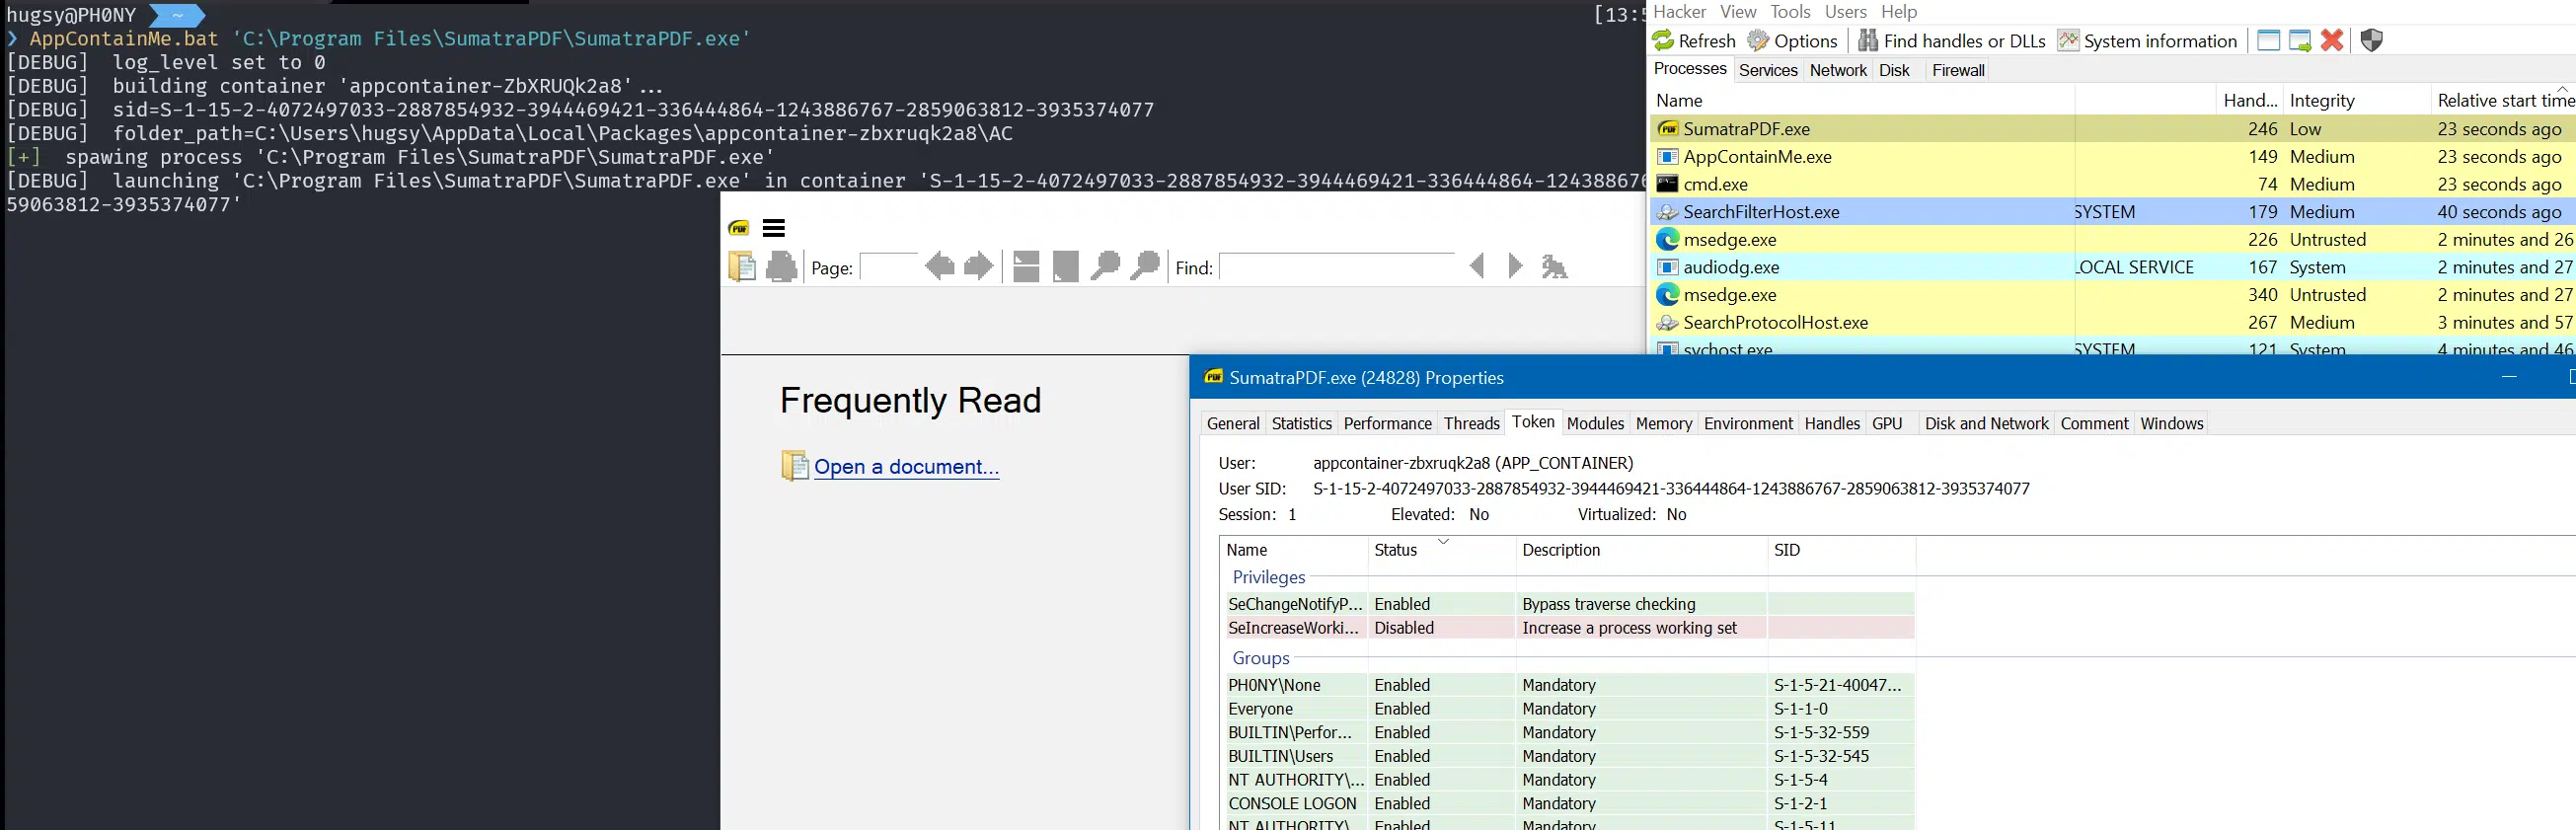 hugsy@PH0NY ~
[13:5
❯ AppContainMe.bat 'C:\Program Files\SumatraPDF\SumatraPDF.exe'
[DEBUG] log_level set to 0
[DEBUG] building container 'appcontainer-ZbXRUQk2a8'...
[DEBUG] sid=S-1-15-2-4072497033-2887854932-3944469421-336444864-1243886767-2859063812-3935374077
[DEBUG] folder_path=C:\Users\hugsy\AppData\Local\Packages\appcontainer-zbxruqk2a8\AC
[+] spawing process 'C:\Program Files\SumatraPDF\SumatraPDF.exe'
[DEBUG] launching 'C:\Program Files\SumatraPDF\SumatraPDF.exe' in container 'S-1-15-2-4072497033-2887854932-3944469421-336444864-124388676
59063812-3935374077'
Hacker View Tools Users Help
Refresh Options Find handles or DLLs System information
Processes Services Network Disk Firewall
Name Hand... Integrity Relative start time
SumatraPDF.exe 246 Low 23 seconds ago
AppContainMe.exe 149 Medium 23 seconds ago
cmd.exe 74 Medium 23 seconds ago
SearchFilterHost.exe SYSTEM 179 Medium 40 seconds ago
msedge.exe 226 Untrusted 2 minutes and 26
audiodg.exe LOCAL SERVICE 167 System 2 minutes and 27
msedge.exe 340 Untrusted 2 minutes and 27
SearchProtocolHost.exe 267 Medium 3 minutes and 57
svchost.exe SYSTEM 121 System 4 minutes and 46
PDF
Page: Find:
Frequently Read
Open a document...
SumatraPDF.exe (24828) Properties
General Statistics Performance Threads Token Modules Memory Environment Handles GPU Disk and Network Comment Windows
User: appcontainer-zbxruqk2a8 (APP_CONTAINER)
User SID: S-1-15-2-4072497033-2887854932-3944469421-336444864-1243886767-2859063812-3935374077
Session: 1 Elevated: No Virtualized: No
Name Status Description SID
Privileges
SeChangeNotifyP... Enabled Bypass traverse checking
SeIncreaseWorki... Disabled Increase a process working set
Groups
PH0NY\None Enabled Mandatory S-1-5-21-40047...
Everyone Enabled Mandatory S-1-1-0
BUILTIN\Perfor... Enabled Mandatory S-1-5-32-559
BUILTIN\Users Enabled Mandatory S-1-5-32-545
NT AUTHORITY\... Enabled Mandatory S-1-5-4
CONSOLE LOGON Enabled Mandatory S-1-2-1
NT AUTHORITY\ Enabled Mandatory S-1-5-11